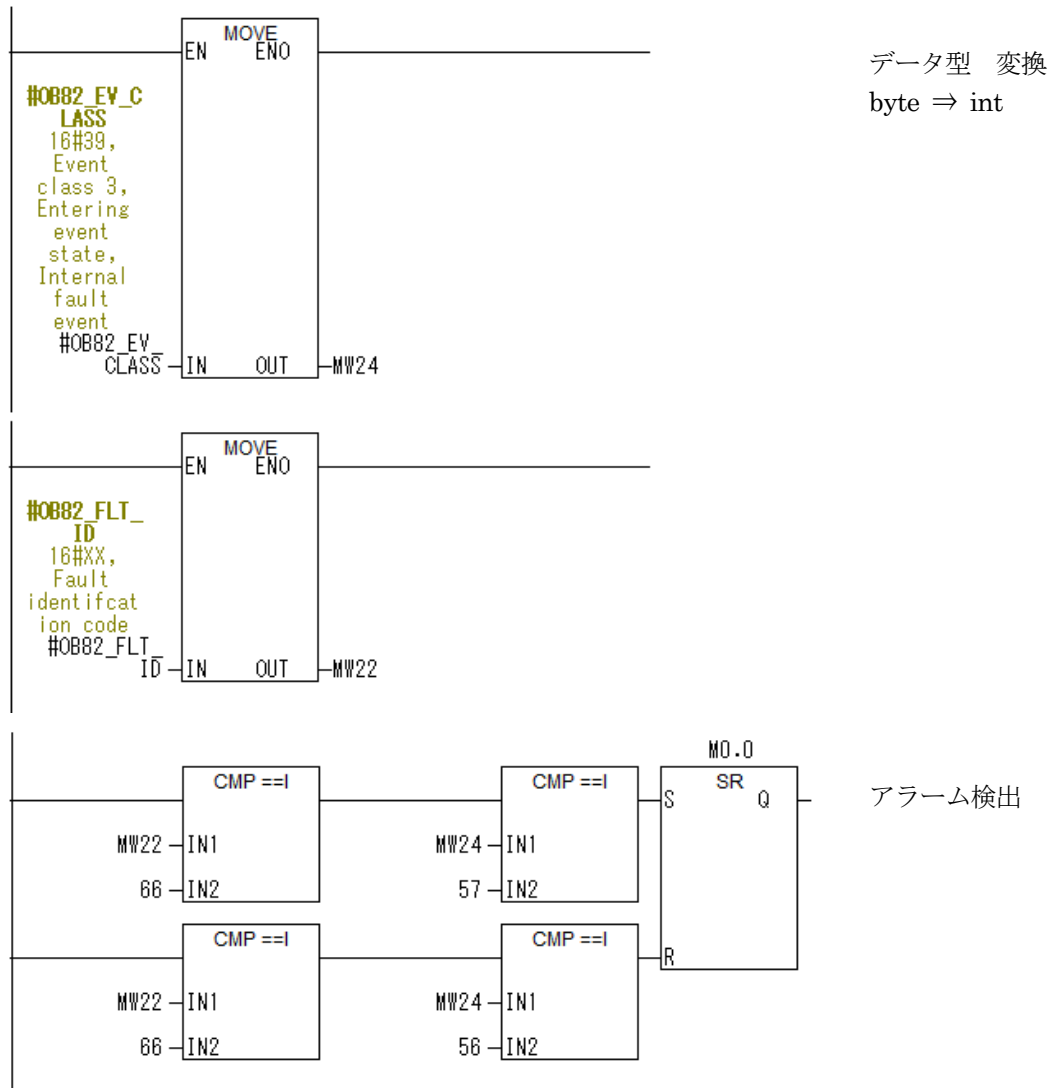 MOVE
EN ENO
データ型 変換
byte ⇒ int
#OB82_EV_C
LASS
16#39,
Event
class 3,
Entering
event
state,
Internal
fault
event
#OB82_EV_
CLASS IN OUT MW24
MOVE
EN ENO
#OB82_FLT_
ID
16#XX,
Fault
identifcat
ion code
#OB82_FLT_
ID IN OUT MW22
M0.0
CMP ==I CMP ==I SR
S Q アラーム検出
MW22 IN1 MW24 IN1
66 IN2 57 IN2
CMP ==I CMP ==I
R
MW22 IN1 MW24 IN1
66 IN2 56 IN2